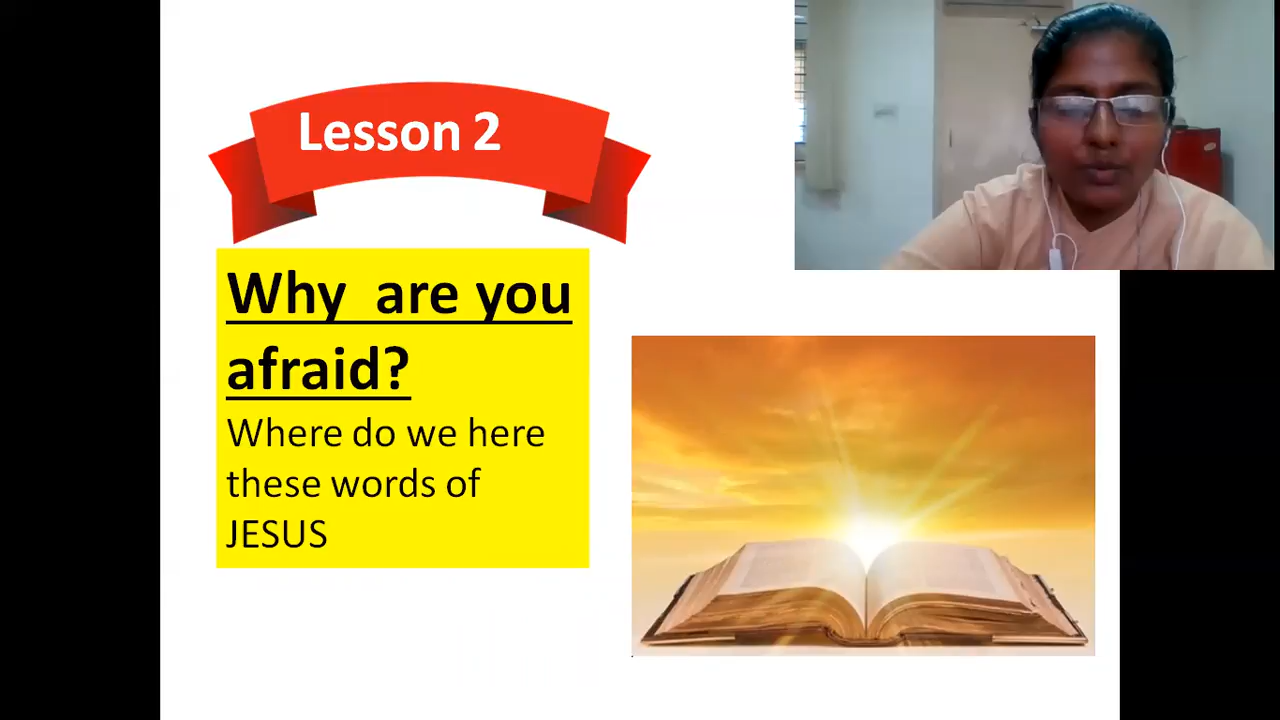 Lesson 2
Why are you
afraid?
Where do we here
these words of
JESUS